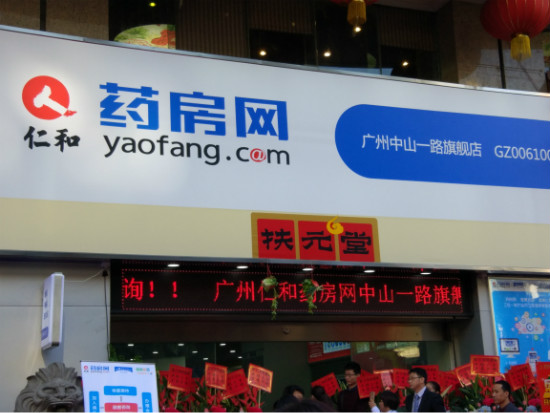 药房网
仁和
yaofang.c@m
广州中山一路旗舰店 GZ006100
扶元堂
询！！ 广州仁和药房网中山一路旗舰